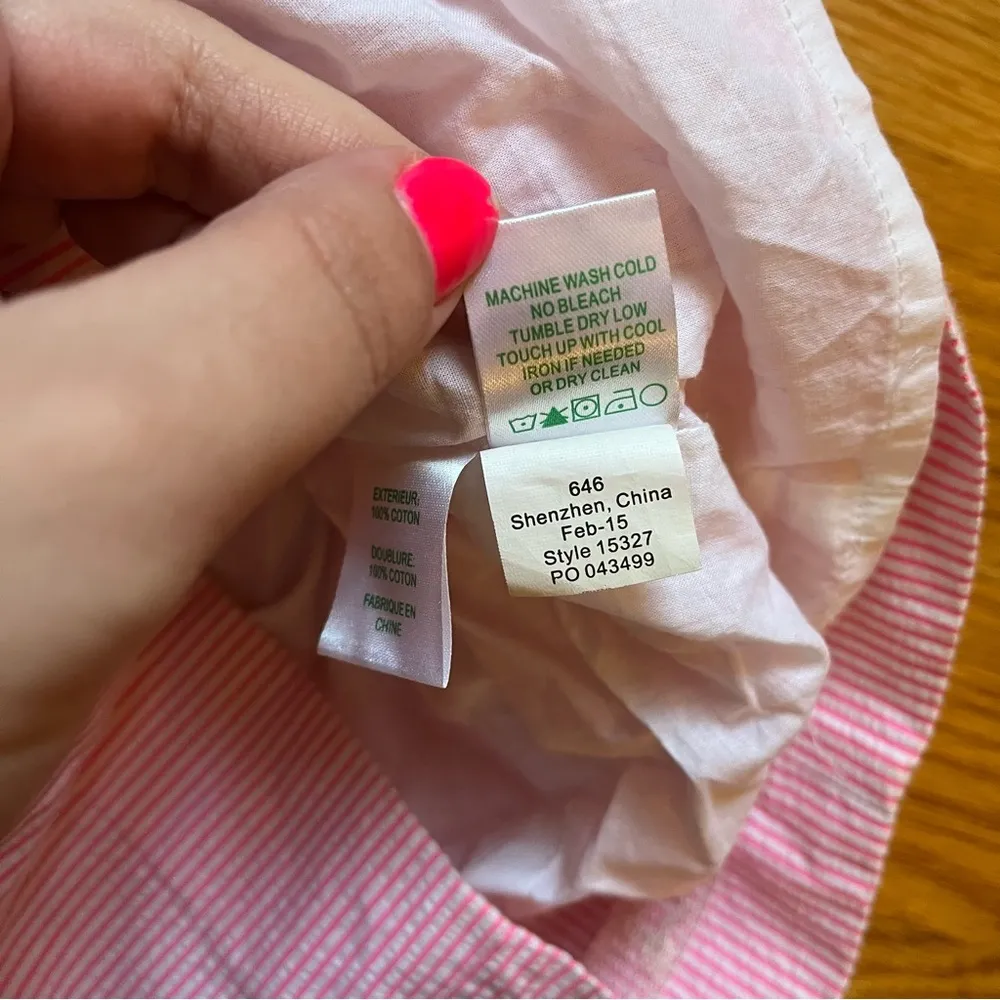 MACHINE WASH COLD
NO BLEACH
TUMBLE DRY LOW
TOUCH UP WITH COOL
IRON IF NEEDED
OR DRY CLEAN
646
Shenzhen, China
Feb-15
Style 15327
PO 043499
EXTERIEUR:
100% COTON
DOUBLURE:
100% COTON
FABRIQUE EN
CHINE